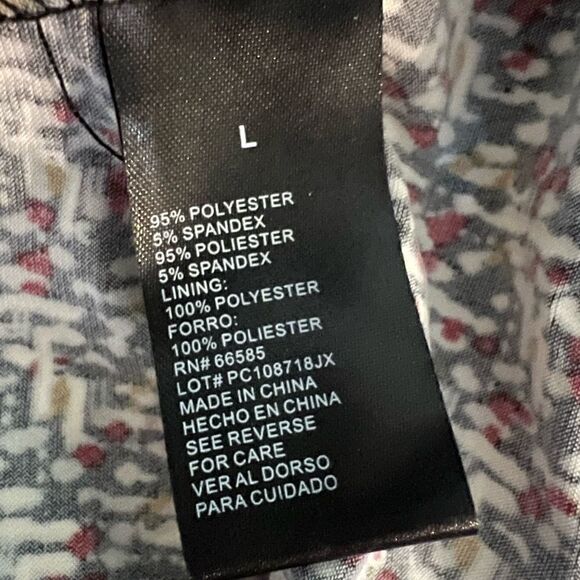 L
95% POLYESTER
5% SPANDEX
95% POLIESTER
5% SPANDEX
LINING:
100% POLYESTER
FORRO:
100% POLIESTER
RN# 66585
LOT# PC108718JX
MADE IN CHINA
HECHO EN CHINA
SEE REVERSE
FOR CARE
VER AL DORSO
PARA CUIDADO